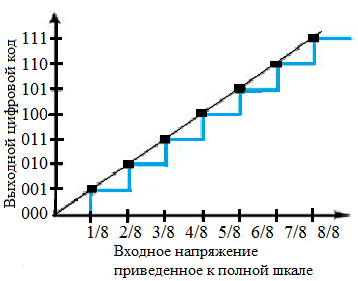 Выходной цифровой код
111
110
101
100
011
010
001
000
1/8 2/8 3/8 4/8 5/8 6/8 7/8 8/8
Входное напряжение
приведенное к полной шкале